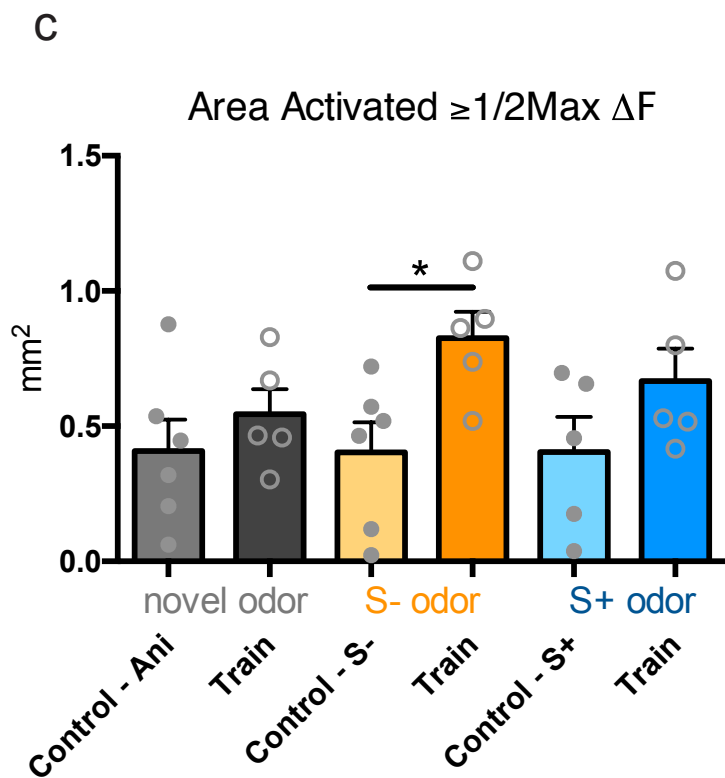 C
Area Activated ≥1/2Max ΔF
1.5
1.0
0.5
0.0
mm²
*
novel odor
S- odor
S+ odor
Control - Ani
Train
Control - S-
Train
Control - S+
Train